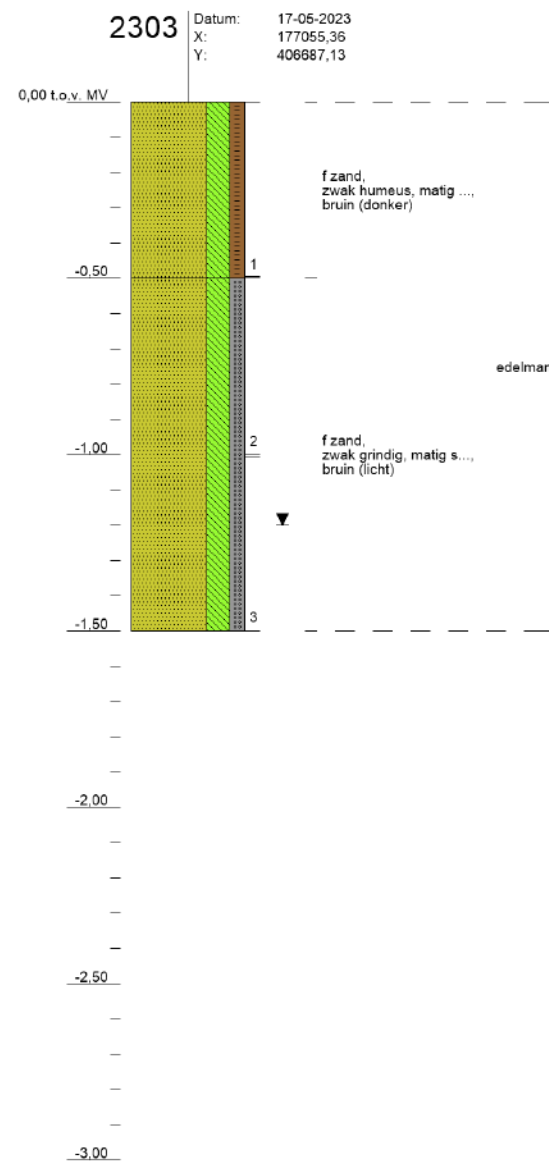 2303
Datum: 17-05-2023
X: 177055,36
Y: 406687,13
0,00 t.o.v. MV
f zand,
zwak humeus, matig ...,
bruin (donker)
1
-0,50
edelmar
2
-1,00
f zand,
zwak grindig, matig s...,
bruin (licht)
3
-1,50
-2,00
-2,50
-3,00